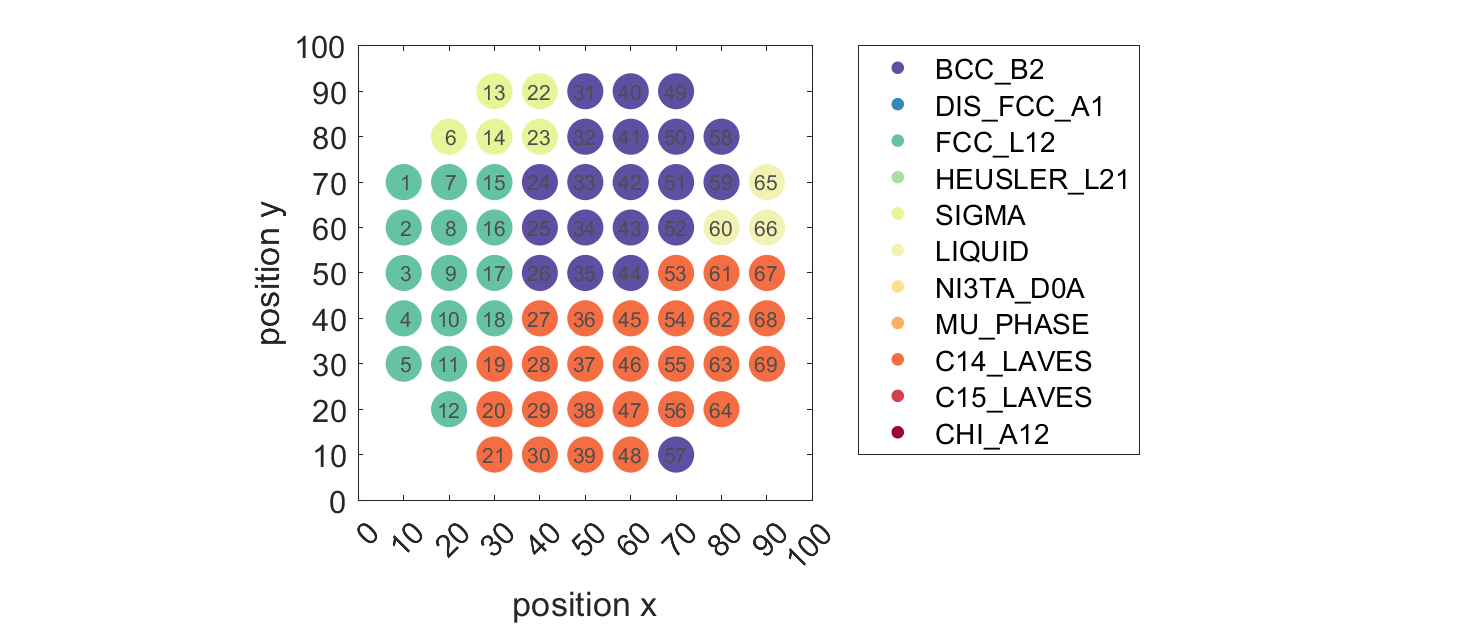 100
90
80
70
60
50
40
30
20
10
0
13 22 31 40 49
6 14 23 32 41 50 58
1 7 15 24 33 42 51 59 65
2 8 16 25 34 43 52 60 66
3 9 17 26 35 44 53 61 67
4 10 18 27 36 45 54 62 68
5 11 19 28 37 46 55 63 69
12 20 29 38 47 56 64
21 30 39 48 57
0 10 20 30 40 50 60 70 80 90 100
position x
position y
BCC_B2
DIS_FCC_A1
FCC_L12
HEUSLER_L21
SIGMA
LIQUID
NI3TA_D0A
MU_PHASE
C14_LAVES
C15_LAVES
CHI_A12